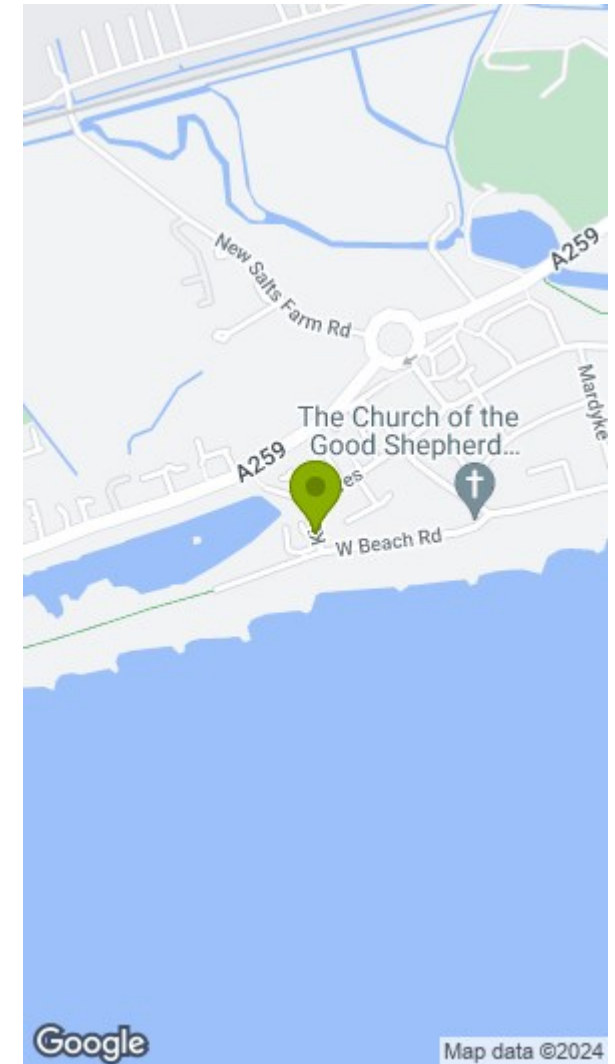 A259
New Salts Farm Rd
Mardyke
The Church of the
Good Shepherd...
A259
W Beach Rd
Google
Map data ©2024